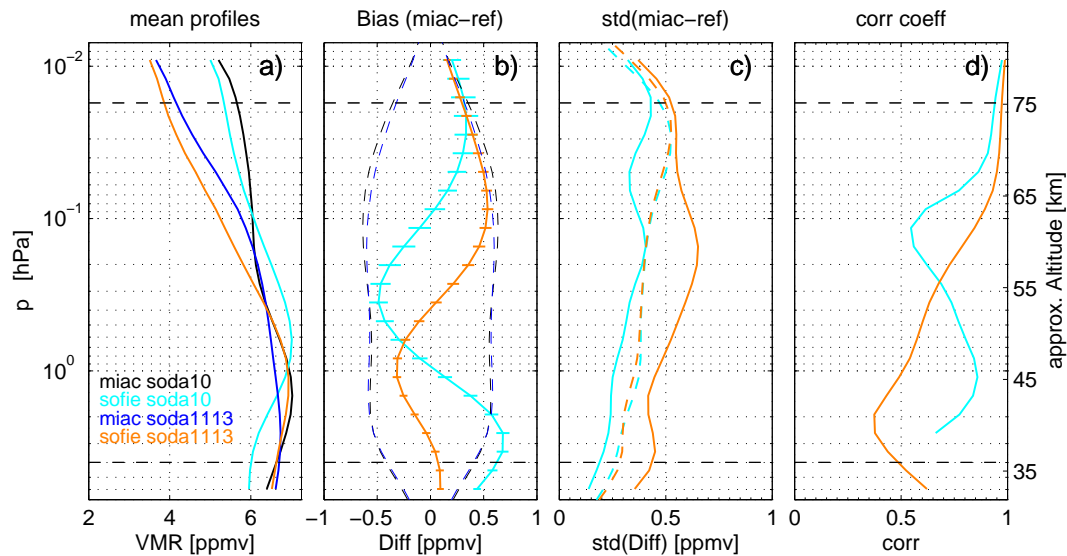 mean profiles
Bias (miac−ref)
std(miac−ref)
corr coeff
a)
b)
c)
d)
10⁻²
10⁻¹
10⁰
p [hPa]
miac soda10
sofie soda10
miac soda1113
sofie soda1113
75
65
55
45
35
approx. Altitude [km]
2 4 6
−1 −0.5 0 0.5 1
0 0.5 1
0 0.5 1
VMR [ppmv]
Diff [ppmv]
std(Diff) [ppmv]
corr